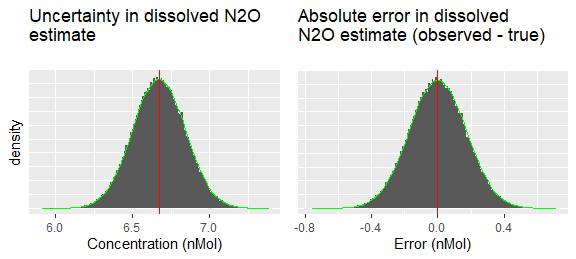 Uncertainty in dissolved N2O
estimate
density
6.0 6.5 7.0
Concentration (nMol)
Absolute error in dissolved
N2O estimate (observed - true)
-0.8 -0.4 0.0 0.4
Error (nMol)